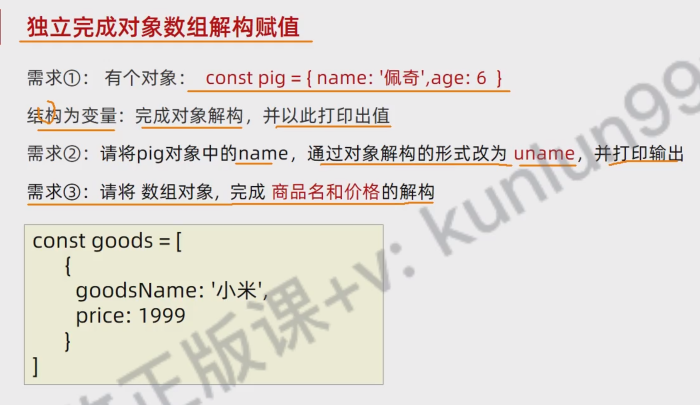 独立完成对象数组解构赋值
需求①： 有个对象： const pig = { name: '佩奇',age: 6 }
结构为变量：完成对象解构，并以此打印出值
需求②：请将pig对象中的name，通过对象解构的形式改为 uname，并打印输出
需求③：请将 数组对象，完成 商品名和价格的解构
const goods = [
{
goodsName: '小米',
price: 1999
}
]
正版课+v: kunlun99